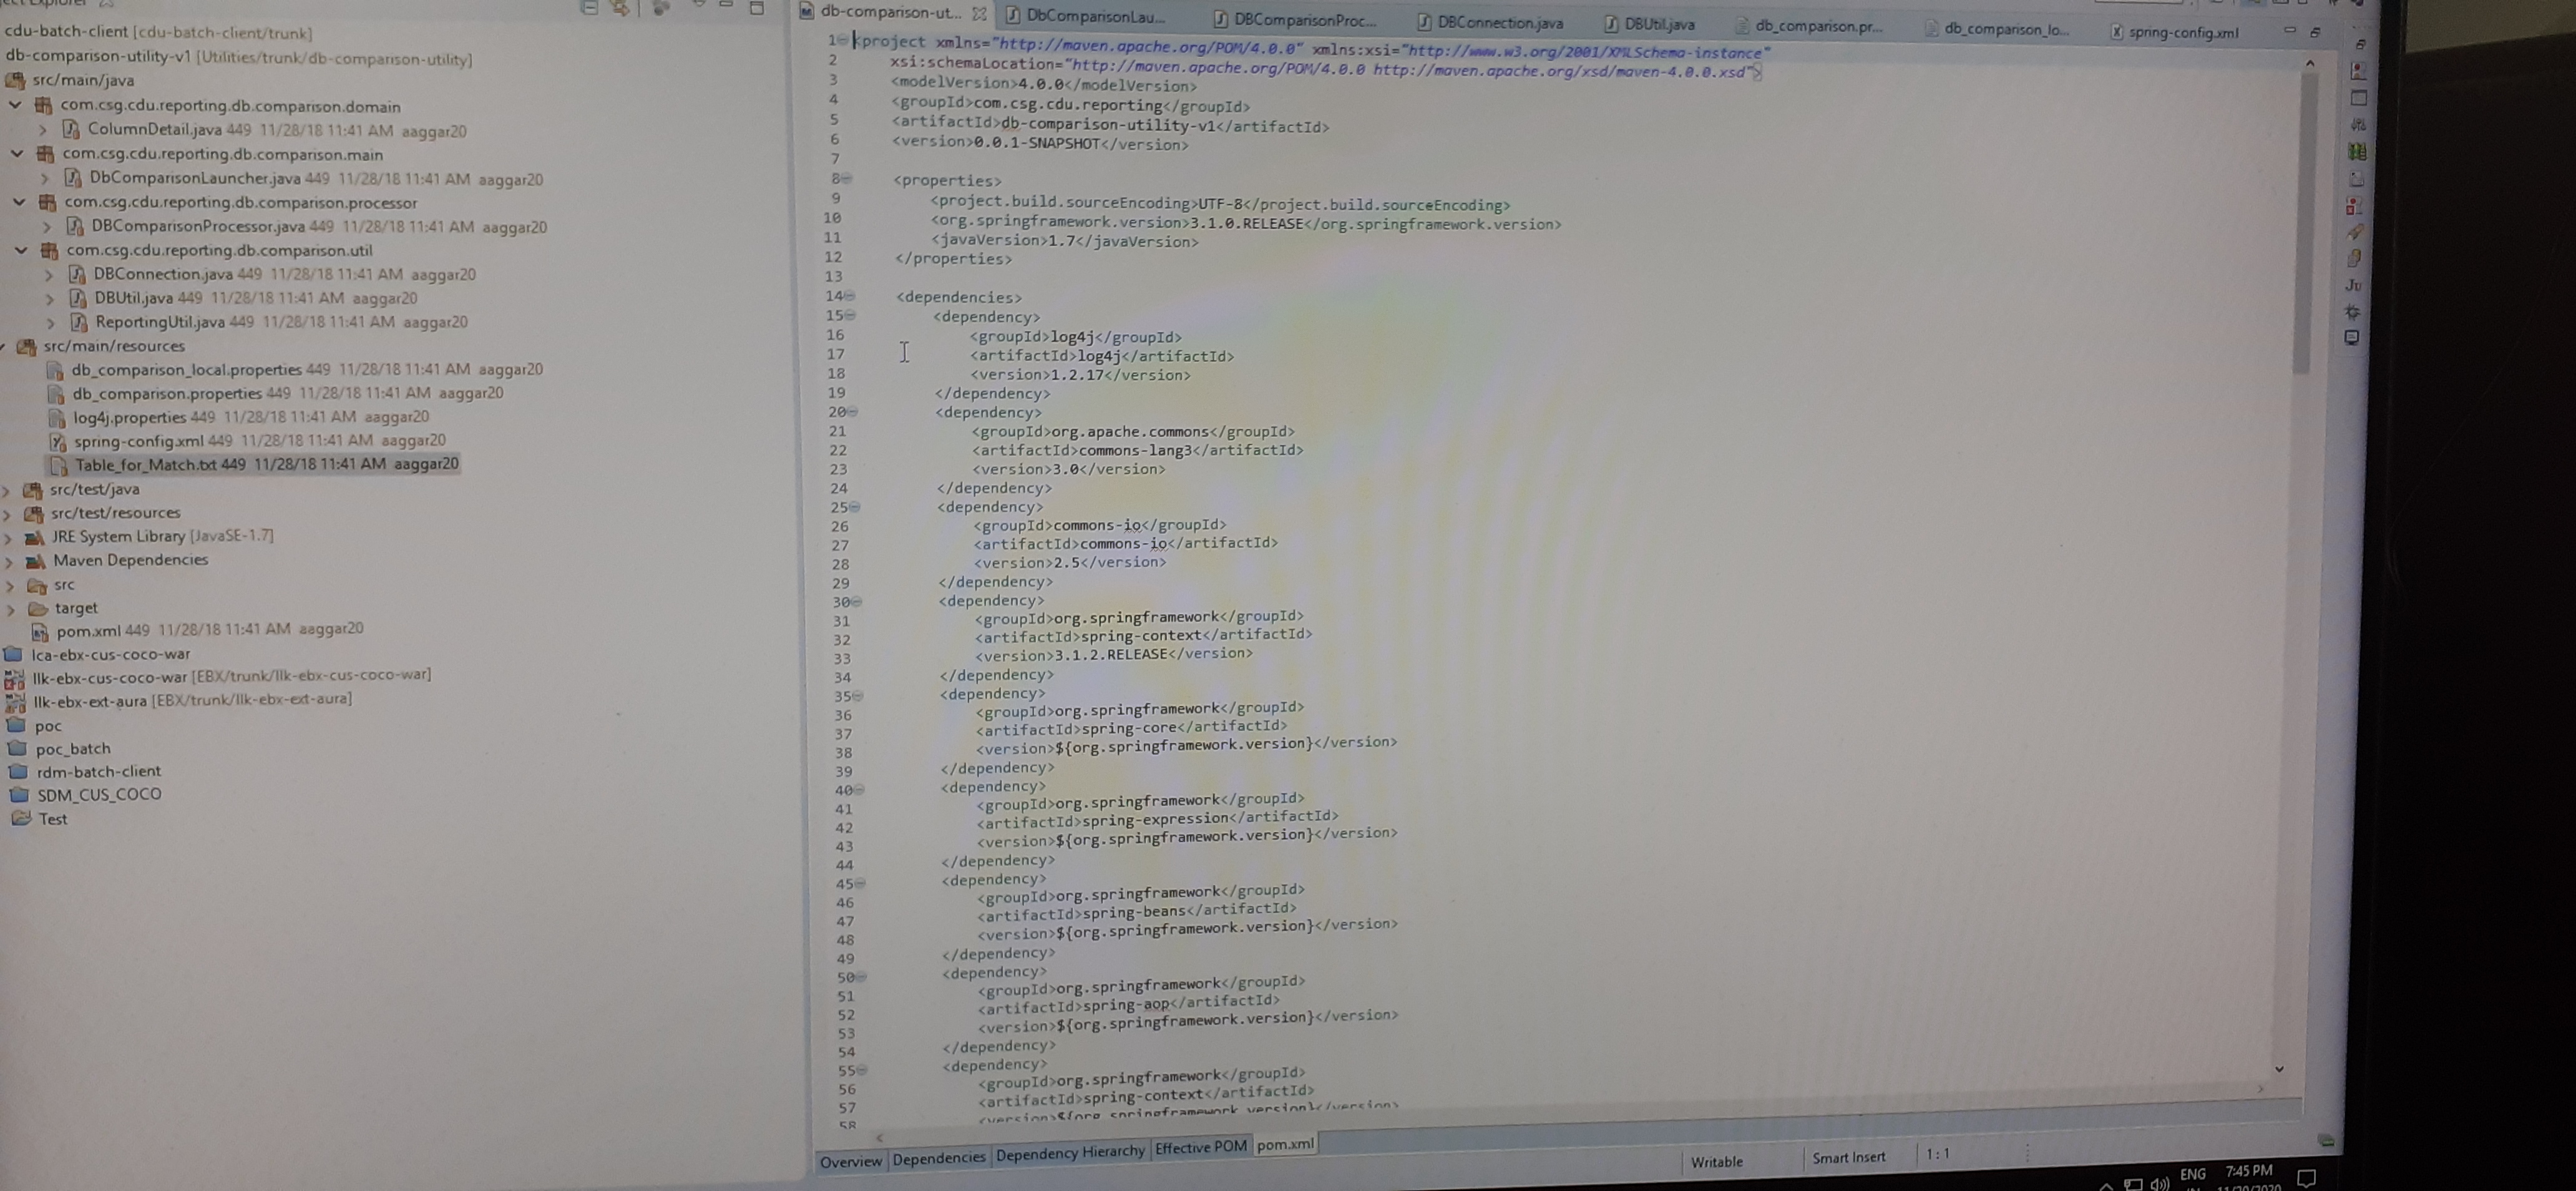 cdu-batch-client [cdu-batch-client/trunk]
db-comparison-utility-v1 [Utilities/trunk/db-comparison-utility]
src/main/java
com.csg.cdu.reporting.db.comparison.domain
ColumnDetail.java 449 11/28/18 11:41 AM aaggar20
com.csg.cdu.reporting.db.comparison.main
DbComparisonLauncher.java 449 11/28/18 11:41 AM aaggar20
com.csg.cdu.reporting.db.comparison.processor
DBComparisonProcessor.java 449 11/28/18 11:41 AM aaggar20
com.csg.cdu.reporting.db.comparison.util
DBConnection.java 449 11/28/18 11:41 AM aaggar20
DBUtil.java 449 11/28/18 11:41 AM aaggar20
ReportingUtil.java 449 11/28/18 11:41 AM aaggar20
src/main/resources
db_comparison_local.properties 449 11/28/18 11:41 AM aaggar20
db_comparison.properties 449 11/28/18 11:41 AM aaggar20
log4j.properties 449 11/28/18 11:41 AM aaggar20
spring-config.xml 449 11/28/18 11:41 AM aaggar20
Table_for_Match.txt 449 11/28/18 11:41 AM aaggar20
src/test/java
src/test/resources
JRE System Library [JavaSE-1.7]
Maven Dependencies
src
target
pom.xml 449 11/28/18 11:41 AM aaggar20
lca-ebx-cus-coco-war
llk-ebx-cus-coco-war [EBX/trunk/llk-ebx-cus-coco-war]
llk-ebx-ext-aura [EBX/trunk/llk-ebx-ext-aura]
poc
poc_batch
rdm-batch-client
SDM_CUS_COCO
Test
db-comparison-ut... DbComparisonLau... DBComparisonProc... DBConnection.java DBUtil.java db_comparison.pr... db_comparison_lo... spring-config.xml
1 <project xmlns="http://maven.apache.org/POM/4.0.0" xmlns:xsi="http://www.w3.org/2001/XMLSchema-instance"
2 xsi:schemaLocation="http://maven.apache.org/POM/4.0.0 http://maven.apache.org/xsd/maven-4.0.0.xsd">
3 <modelVersion>4.0.0</modelVersion>
4 <groupId>com.csg.cdu.reporting</groupId>
5 <artifactId>db-comparison-utility-v1</artifactId>
6 <version>0.0.1-SNAPSHOT</version>
7
8 <properties>
9 <project.build.sourceEncoding>UTF-8</project.build.sourceEncoding>
10 <org.springframework.version>3.1.0.RELEASE</org.springframework.version>
11 <javaVersion>1.7</javaVersion>
12 </properties>
13
14 <dependencies>
15 <dependency>
16 <groupId>log4j</groupId>
17 <artifactId>log4j</artifactId>
18 <version>1.2.17</version>
19 </dependency>
20 <dependency>
21 <groupId>org.apache.commons</groupId>
22 <artifactId>commons-lang3</artifactId>
23 <version>3.0</version>
24 </dependency>
25 <dependency>
26 <groupId>commons-io</groupId>
27 <artifactId>commons-io</artifactId>
28 <version>2.5</version>
29 </dependency>
30 <dependency>
31 <groupId>org.springframework</groupId>
32 <artifactId>spring-context</artifactId>
33 <version>3.1.2.RELEASE</version>
34 </dependency>
35 <dependency>
36 <groupId>org.springframework</groupId>
37 <artifactId>spring-core</artifactId>
38 <version>${org.springframework.version}</version>
39 </dependency>
40 <dependency>
41 <groupId>org.springframework</groupId>
42 <artifactId>spring-expression</artifactId>
43 <version>${org.springframework.version}</version>
44 </dependency>
45 <dependency>
46 <groupId>org.springframework</groupId>
47 <artifactId>spring-beans</artifactId>
48 <version>${org.springframework.version}</version>
49 </dependency>
50 <dependency>
51 <groupId>org.springframework</groupId>
52 <artifactId>spring-aop</artifactId>
53 <version>${org.springframework.version}</version>
54 </dependency>
55 <dependency>
56 <groupId>org.springframework</groupId>
57 <artifactId>spring-context</artifactId>
58 <version>${org.springframework.version}</version>
Overview Dependencies Dependency Hierarchy Effective POM pom.xml
Writable Smart Insert 1 : 1
ENG 7:45 PM